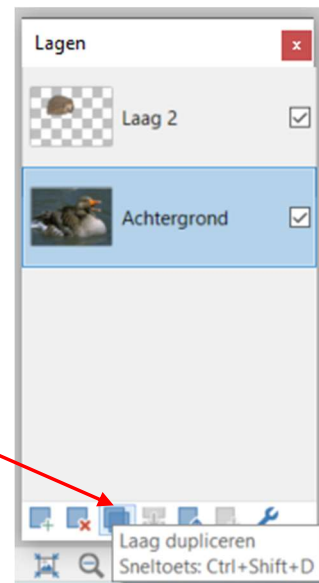 Lagen
x
Laag 2
Achtergrond
Laag dupliceren
Sneltoets: Ctrl+Shift+D